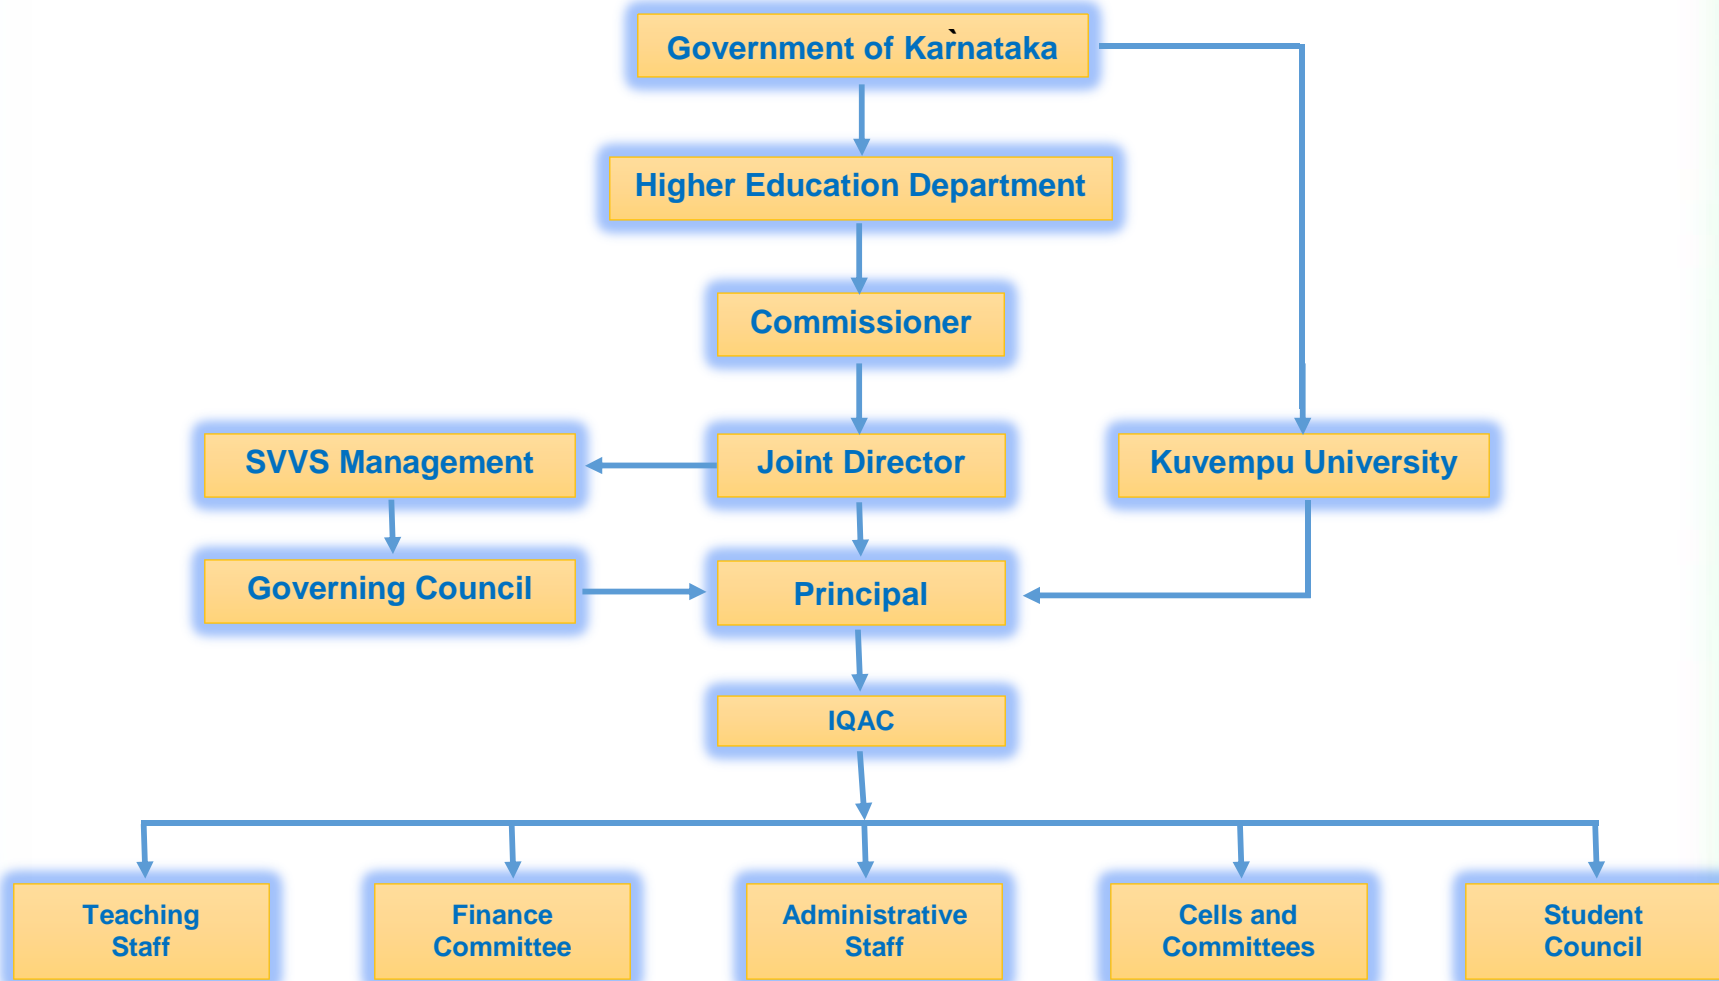 Government of Karnataka
`
Higher Education Department
Commissioner
SVVS Management
Joint Director
Kuvempu University
Governing Council
Principal
IQAC
Teaching
Staff
Finance
Committee
Administrative
Staff
Cells and
Committees
Student
Council